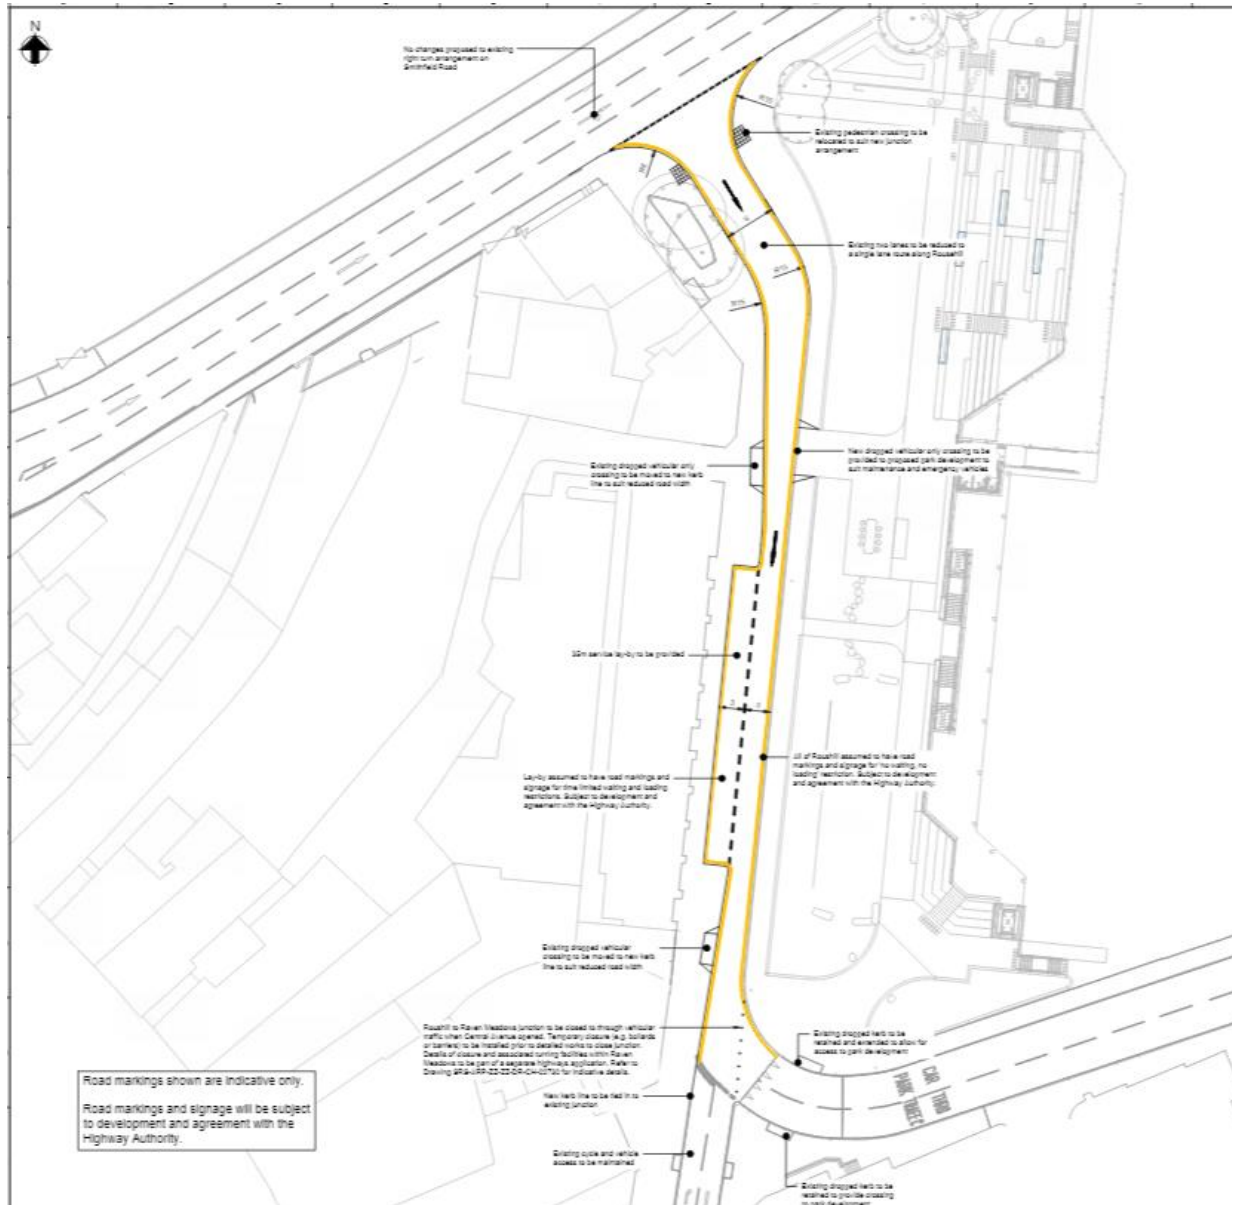 N
No changes proposed to existing
right turn arrangement on
Smithfield Road
R10
Existing pedestrian crossing to be
relocated to suit new junction
arrangement
Existing two lanes to be reduced to
a single lane route along Roushill
R15
R15
Existing dropped vehicular only
crossing to be moved to new kerb
line to suit reduced road width
New dropped vehicular only crossing to be
provided to proposed park development to
suit maintenance and emergency vehicles
service lay-by to be provided
3
Lay-by assumed to have road markings and
signage for time limited waiting and loading
restrictions. Subject to development and
agreement with the Highway Authority.
All of Roushill assumed to have road
markings and signage for 'no waiting, no
loading' restriction. Subject to development
and agreement with the Highway Authority.
Existing dropped vehicular
crossing to be moved to new kerb
line to suit reduced road width
Roushill to Raven Meadows junction to be closed to through vehicular
traffic when Central Avenue opened. Temporary closure (e.g. bollards
or barriers) to be installed prior to detailed works to close junction.
Details of closure and associated turning facilities within Raven
Meadows to be part of a separate highways application. Refer to
Drawing for indicative details.
Existing dropped kerb to be
retained and extended to allow for
access to park development
CAR
PARK
New kerb line to be tied in to
existing junction
Existing cycle and vehicle
access to be maintained
Existing dropped kerb to be
retained to provide crossing
to park development
Road markings shown are indicative only.
Road markings and signage will be subject
to development and agreement with the
Highway Authority.